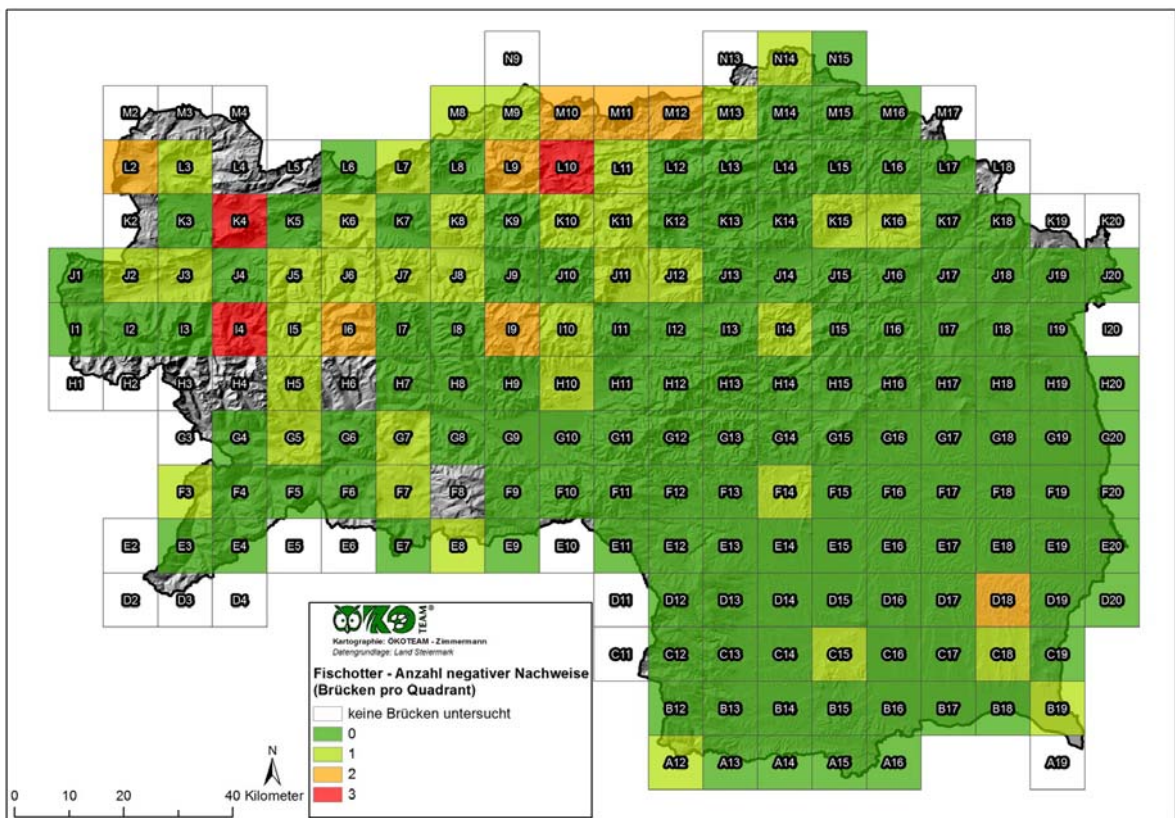 N9 N13 N14 N15
M2 M3 M4 M8 M9 M10 M11 M12 M13 M14 M15 M16 M17
L2 L3 L4 L5 L6 L7 L8 L9 L10 L11 L12 L13 L14 L15 L16 L17 L18
K2 K3 K4 K5 K6 K7 K8 K9 K10 K11 K12 K13 K14 K15 K16 K17 K18 K19 K20
J1 J2 J3 J4 J5 J6 J7 J8 J9 J10 J11 J12 J13 J14 J15 J16 J17 J18 J19 J20
I1 I2 I3 I4 I5 I6 I7 I8 I9 I10 I11 I12 I13 I14 I15 I16 I17 I18 I19 I20
H1 H2 H3 H4 H5 H6 H7 H8 H9 H10 H11 H12 H13 H14 H15 H16 H17 H18 H19 H20
G3 G4 G5 G6 G7 G8 G9 G10 G11 G12 G13 G14 G15 G16 G17 G18 G19 G20
F3 F4 F5 F6 F7 F8 F9 F10 F11 F12 F13 F14 F15 F16 F17 F18 F19 F20
E2 E3 E4 E5 E6 E7 E8 E9 E10 E11 E12 E13 E14 E15 E16 E17 E18 E19 E20
D2 D3 D4 D11 D12 D13 D14 D15 D16 D17 D18 D19 D20
C11 C12 C13 C14 C15 C16 C17 C18 C19
B12 B13 B14 B15 B16 B17 B18 B19
A12 A13 A14 A15 A16 A19
ÖKO TEAM®
Kartographie: ÖKOTEAM - Zimmermann
Datengrundlage: Land Steiermark
Fischotter - Anzahl negativer Nachweise
(Brücken pro Quadrant)
keine Brücken untersucht
0
1
2
3
N
0 10 20 40 Kilometer